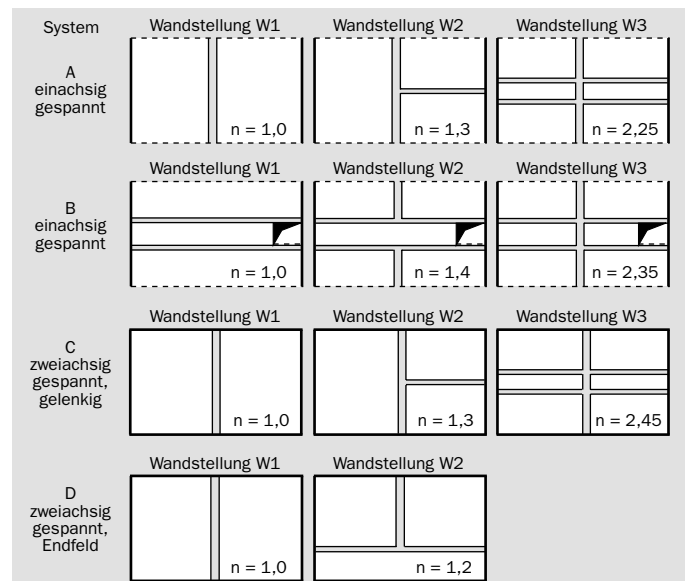 System
Wandstellung W1
Wandstellung W2
Wandstellung W3
A
einachsig
gespannt
n = 1,0
n = 1,3
n = 2,25
Wandstellung W1
Wandstellung W2
Wandstellung W3
B
einachsig
gespannt
n = 1,0
n = 1,4
n = 2,35
Wandstellung W1
Wandstellung W2
Wandstellung W3
C
zweiachsig
gespannt,
gelenkig
n = 1,0
n = 1,3
n = 2,45
Wandstellung W1
Wandstellung W2
D
zweiachsig
gespannt,
Endfeld
n = 1,0
n = 1,2